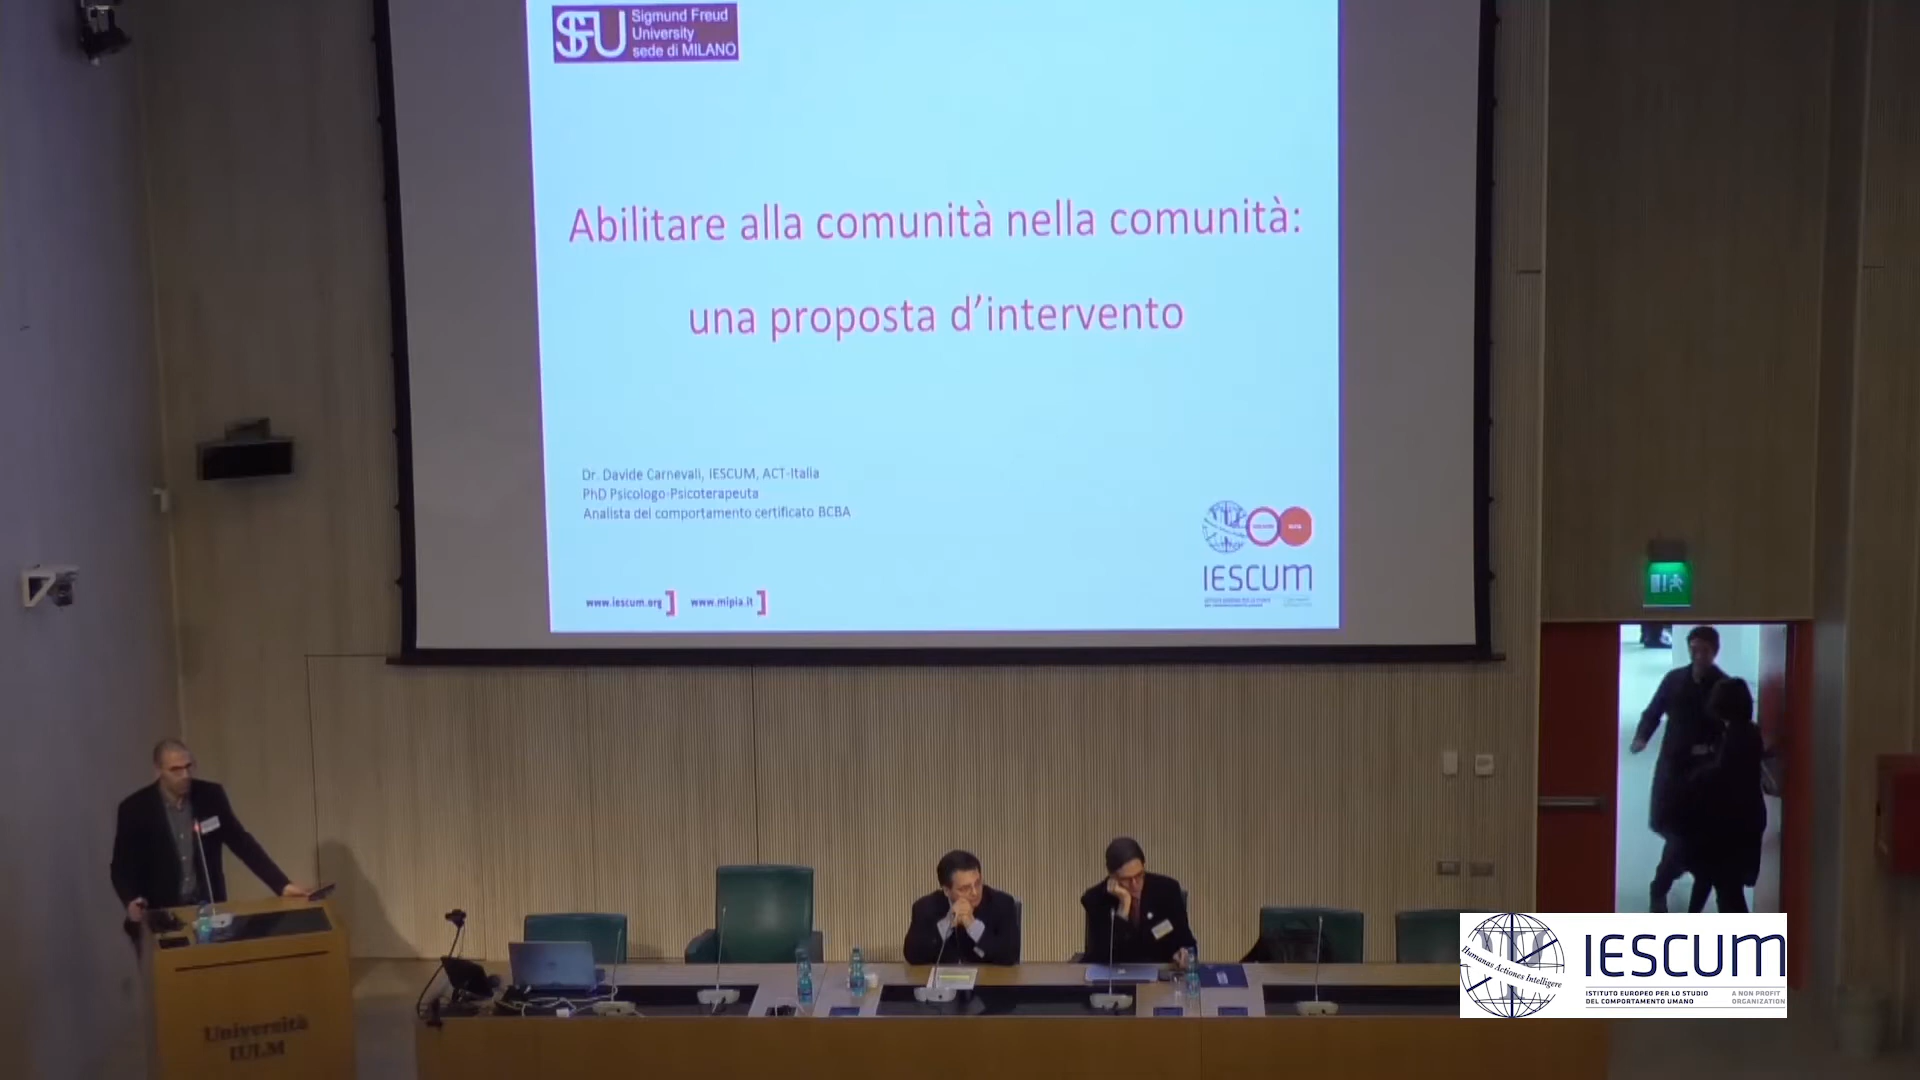 Sigmund Freud
University
sede di MILANO
Abilitare alla comunità nella comunità:
una proposta d'intervento
Dr. Davide Carnevali, IESCUM, ACT-Italia
PhD Psicologo-Psicoterapeuta
Analista del comportamento certificato BCBA
www.iescum.org] www.mipia.it]
IESCUM
Università
IULM
Humanas Actiones Intelligere
IESCUM
ISTITUTO EUROPEO PER LO STUDIO
DEL COMPORTAMENTO UMANO
A NON PROFIT
ORGANIZATION